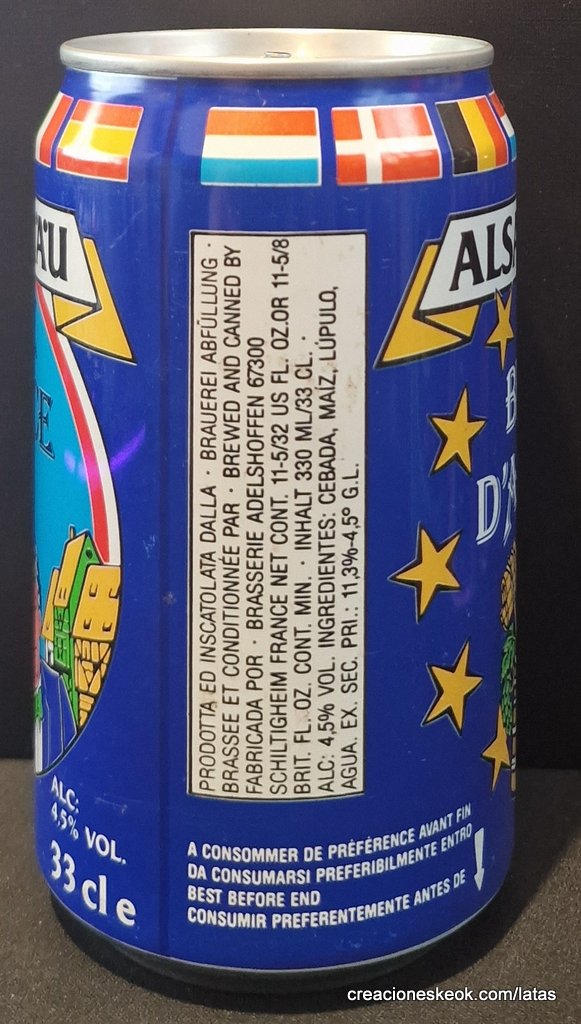 A'U
ALS
E
B
D'A
PRODOTTA ED INSCATOLATA DALLA · BRAUEREI ABFÜLLUNG ·
BRASSEE ET CONDITIONNÉE PAR · BREWED AND CANNED BY
FABRICADA POR · BRASSERIE ADELSHOFFEN 67300
SCHILTIGHEIM FRANCE NET CONT. 11-5/32 US FL. OZ.OR 11-5/8
BRIT. FL. OZ. CONT. MIN. · INHALT 330 ML/33 CL. ·
ALC: 4,5% VOL. INGREDIENTES: CEBADA, MAÍZ, LÚPULO,
AGUA. EX. SEC. PRI.: 11,3%-4,5° G.L.
ALC:
4,5% VOL.
33 cl e
A CONSOMMER DE PRÉFÉRENCE AVANT FIN
DA CONSUMARSI PREFERIBILMENTE ENTRO
BEST BEFORE END
CONSUMIR PREFERENTEMENTE ANTES DE
creacioneskeok.com/latas